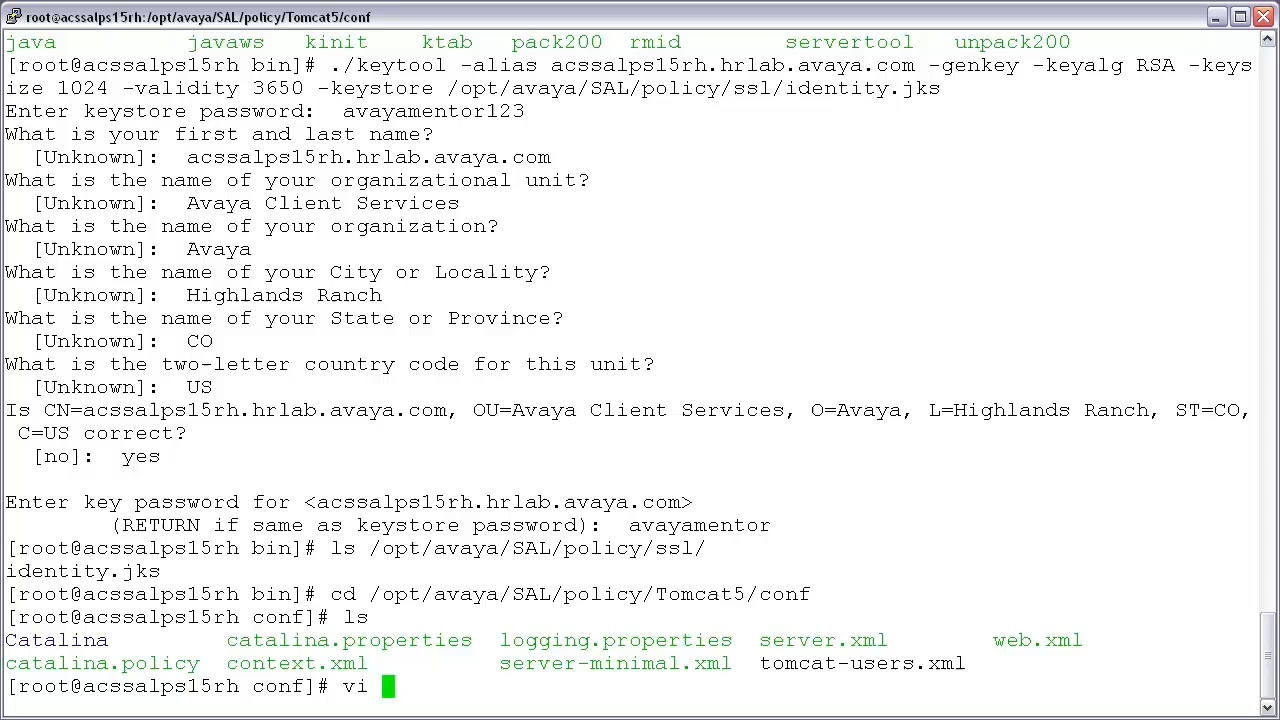 root@acssalps15rh:/opt/avaya/SAL/policy/Tomcat5/conf
java javaws kinit ktab pack200 rmid servertool unpack200
[root@acssalps15rh bin]# ./keytool -alias acssalps15rh.hrlab.avaya.com -genkey -keyalg RSA -keys
ize 1024 -validity 3650 -keystore /opt/avaya/SAL/policy/ssl/identity.jks
Enter keystore password:  avayamentor123
What is your first and last name?
  [Unknown]:  acssalps15rh.hrlab.avaya.com
What is the name of your organizational unit?
  [Unknown]:  Avaya Client Services
What is the name of your organization?
  [Unknown]:  Avaya
What is the name of your City or Locality?
  [Unknown]:  Highlands Ranch
What is the name of your State or Province?
  [Unknown]:  CO
What is the two-letter country code for this unit?
  [Unknown]:  US
Is CN=acssalps15rh.hrlab.avaya.com, OU=Avaya Client Services, O=Avaya, L=Highlands Ranch, ST=CO,
 C=US correct?
  [no]:  yes
Enter key password for <acssalps15rh.hrlab.avaya.com>
        (RETURN if same as keystore password):  avayamentor
[root@acssalps15rh bin]# ls /opt/avaya/SAL/policy/ssl/
identity.jks
[root@acssalps15rh bin]# cd /opt/avaya/SAL/policy/Tomcat5/conf
[root@acssalps15rh conf]# ls
Catalina catalina.properties logging.properties server.xml web.xml
catalina.policy context.xml server-minimal.xml tomcat-users.xml
[root@acssalps15rh conf]# vi